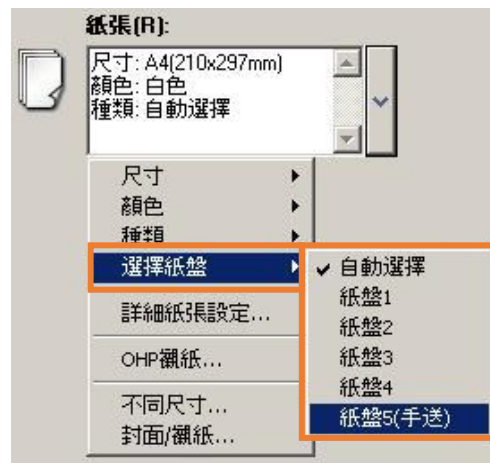 紙張(R):
尺寸: A4(210x297mm)
顏色: 白色
種類: 自動選擇
尺寸
顏色
種類
選擇紙盤
詳細紙張設定...
OHP襯紙...
不同尺寸...
封面/襯紙...
自動選擇
紙盤1
紙盤2
紙盤3
紙盤4
紙盤5(手送)